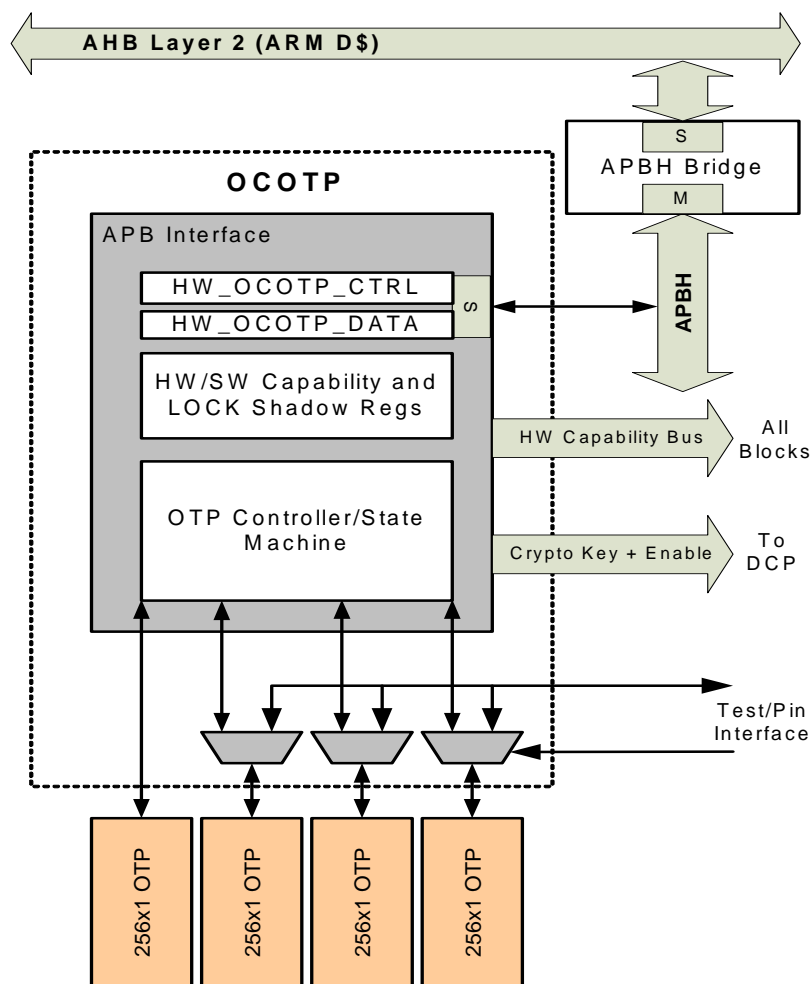 AHB Layer 2 (ARM D$)
S
APBH Bridge
M
OCOTP
APB Interface
HW_OCOTP_CTRL
HW_OCOTP_DATA
S
APBH
HW/SW Capability and
LOCK Shadow Regs
HW Capability Bus
All
Blocks
OTP Controller/State
Machine
Crypto Key + Enable
To
DCP
Test/Pin
Interface
256x1 OTP
256x1 OTP
256x1 OTP
256x1 OTP